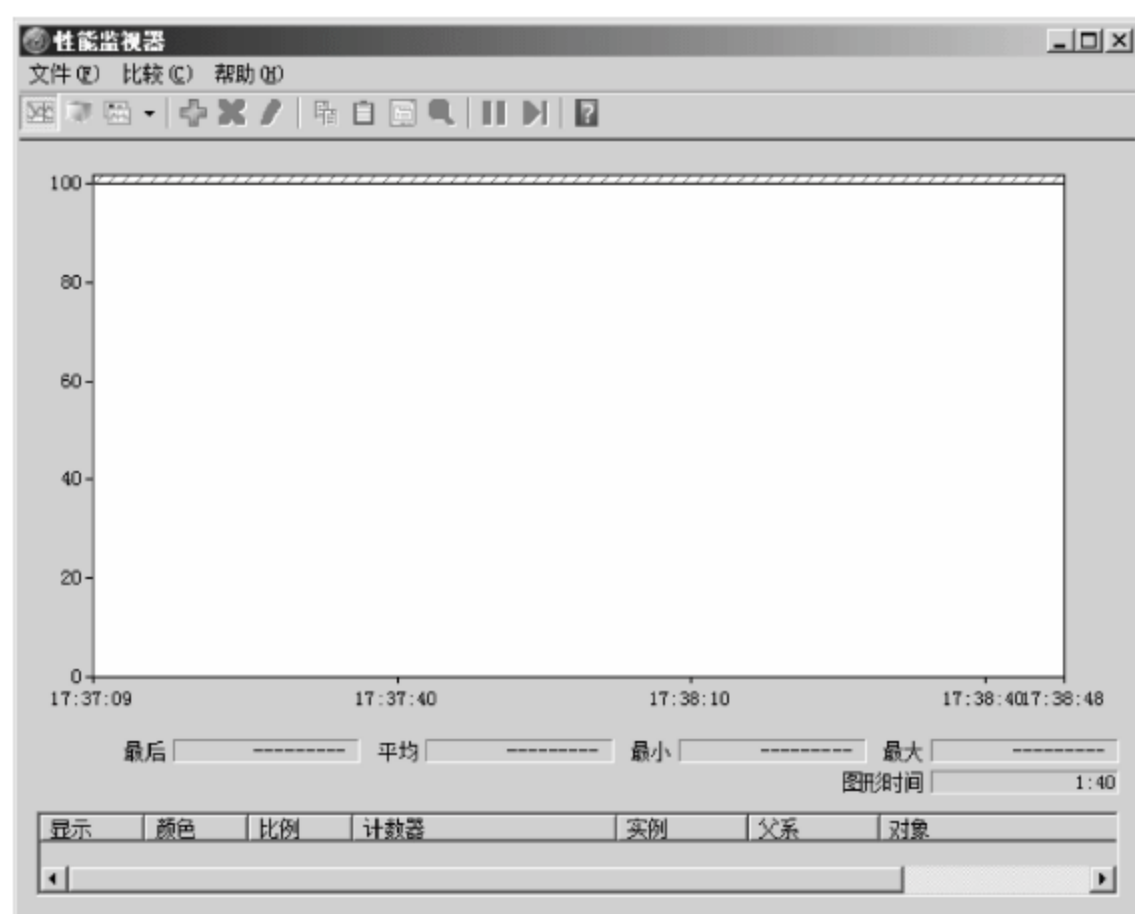 性能监视器
文件(F) 比较(C) 帮助(H)
100
80
60
40
20
0
17:37:09 17:37:40 17:38:10 17:38:40 17:38:48
最后 --------- 平均 --------- 最小 --------- 最大 ---------
图形时间 1:40
显示 颜色 比例 计数器 实例 父系 对象